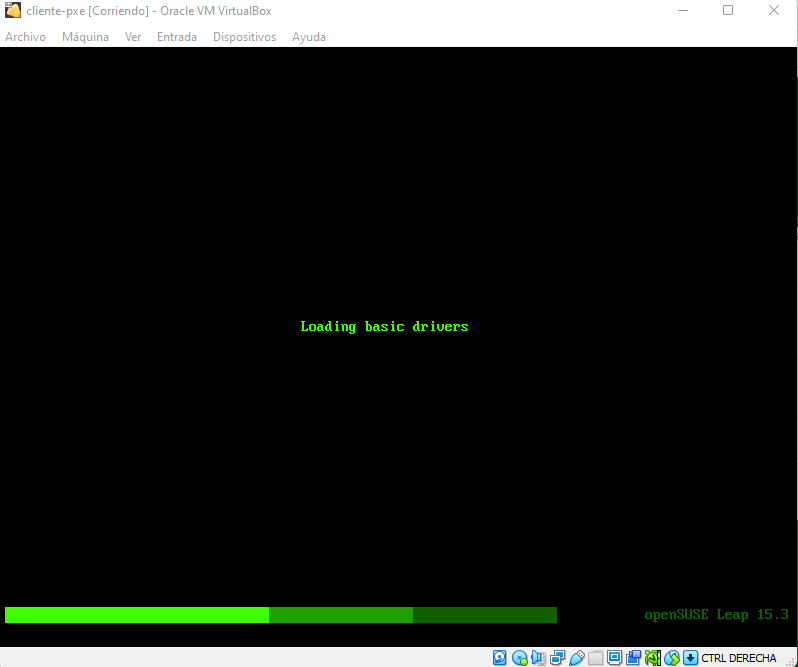 cliente-pxe [Corriendo] - Oracle VM VirtualBox
Archivo Máquina Ver Entrada Dispositivos Ayuda
Loading basic drivers
openSUSE Leap 15.3
CTRL DERECHA